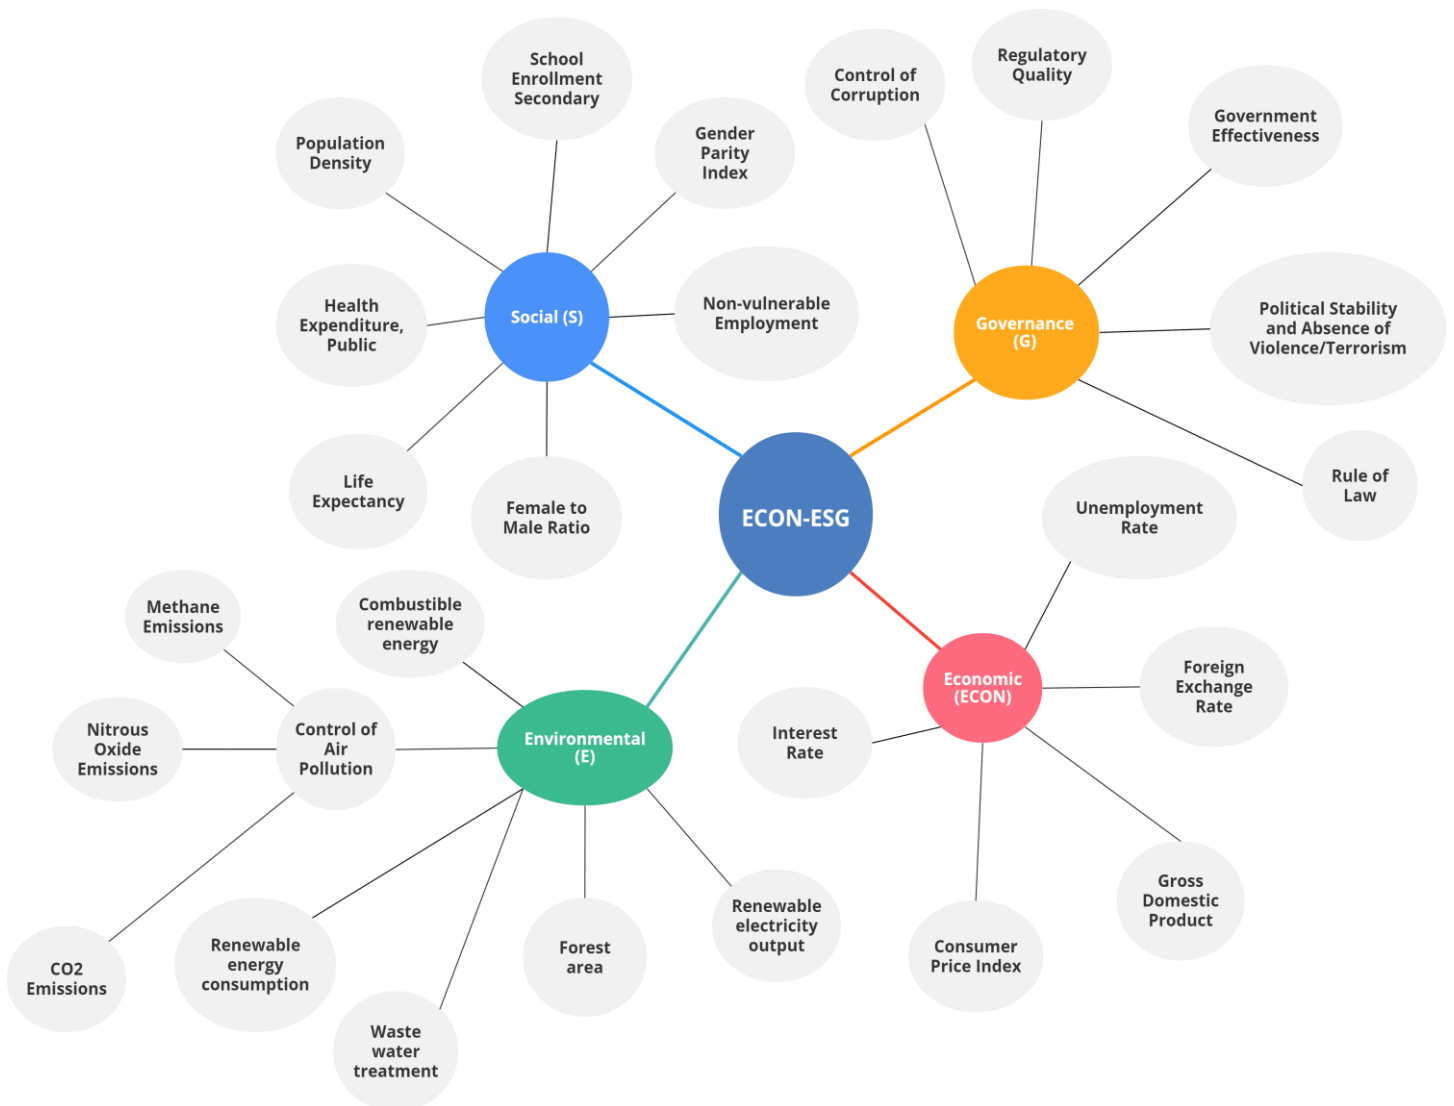 School
Enrollment
Secondary
Population
Density
Gender
Parity
Index
Health
Expenditure,
Public
Social (S)
Non-vulnerable
Employment
Life
Expectancy
Female to
Male Ratio
Control of
Corruption
Regulatory
Quality
Government
Effectiveness
Governance
(G)
Political Stability
and Absence of
Violence/Terrorism
Rule of
Law
ECON-ESG
Unemployment
Rate
Economic
(ECON)
Foreign
Exchange
Rate
Interest
Rate
Gross
Domestic
Product
Consumer
Price Index
Methane
Emissions
Combustible
renewable
energy
Nitrous
Oxide
Emissions
Control of
Air
Pollution
Environmental
(E)
CO2
Emissions
Renewable
energy
consumption
Waste
water
treatment
Forest
area
Renewable
electricity
output